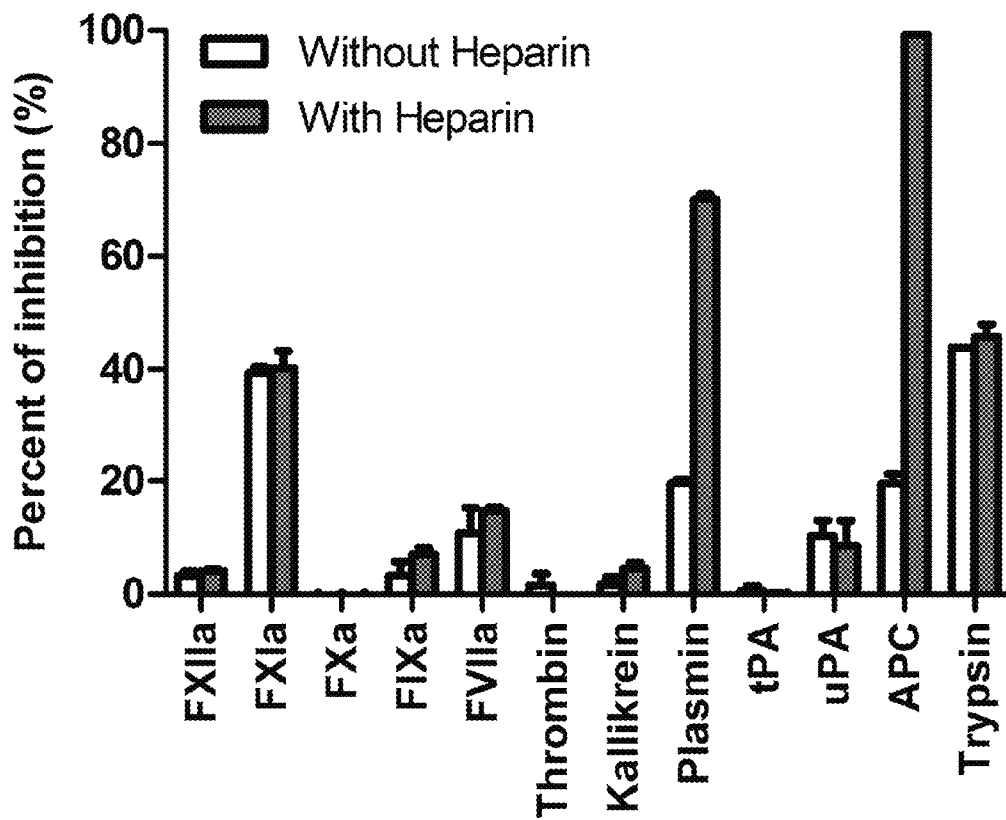 Percent of inhibition (%)
100
80
60
40
20
0
Without Heparin
With Heparin
FXIIa
FXIa
FXa
FIXa
FVIIa
Thrombin
Kallikrein
Plasmin
tPA
uPA
APC
Trypsin